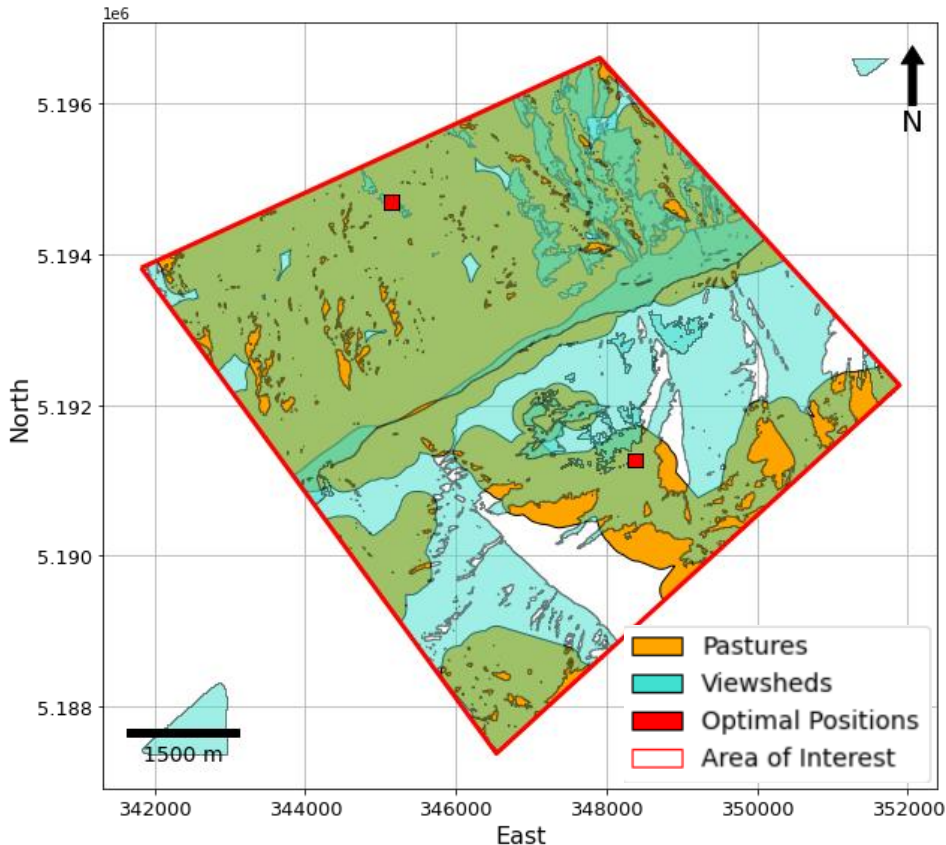 1e6
5.196
5.194
5.192
5.190
5.188
North
N
1500 m
Pastures
Viewsheds
Optimal Positions
Area of Interest
342000 344000 346000 348000 350000 352000
East